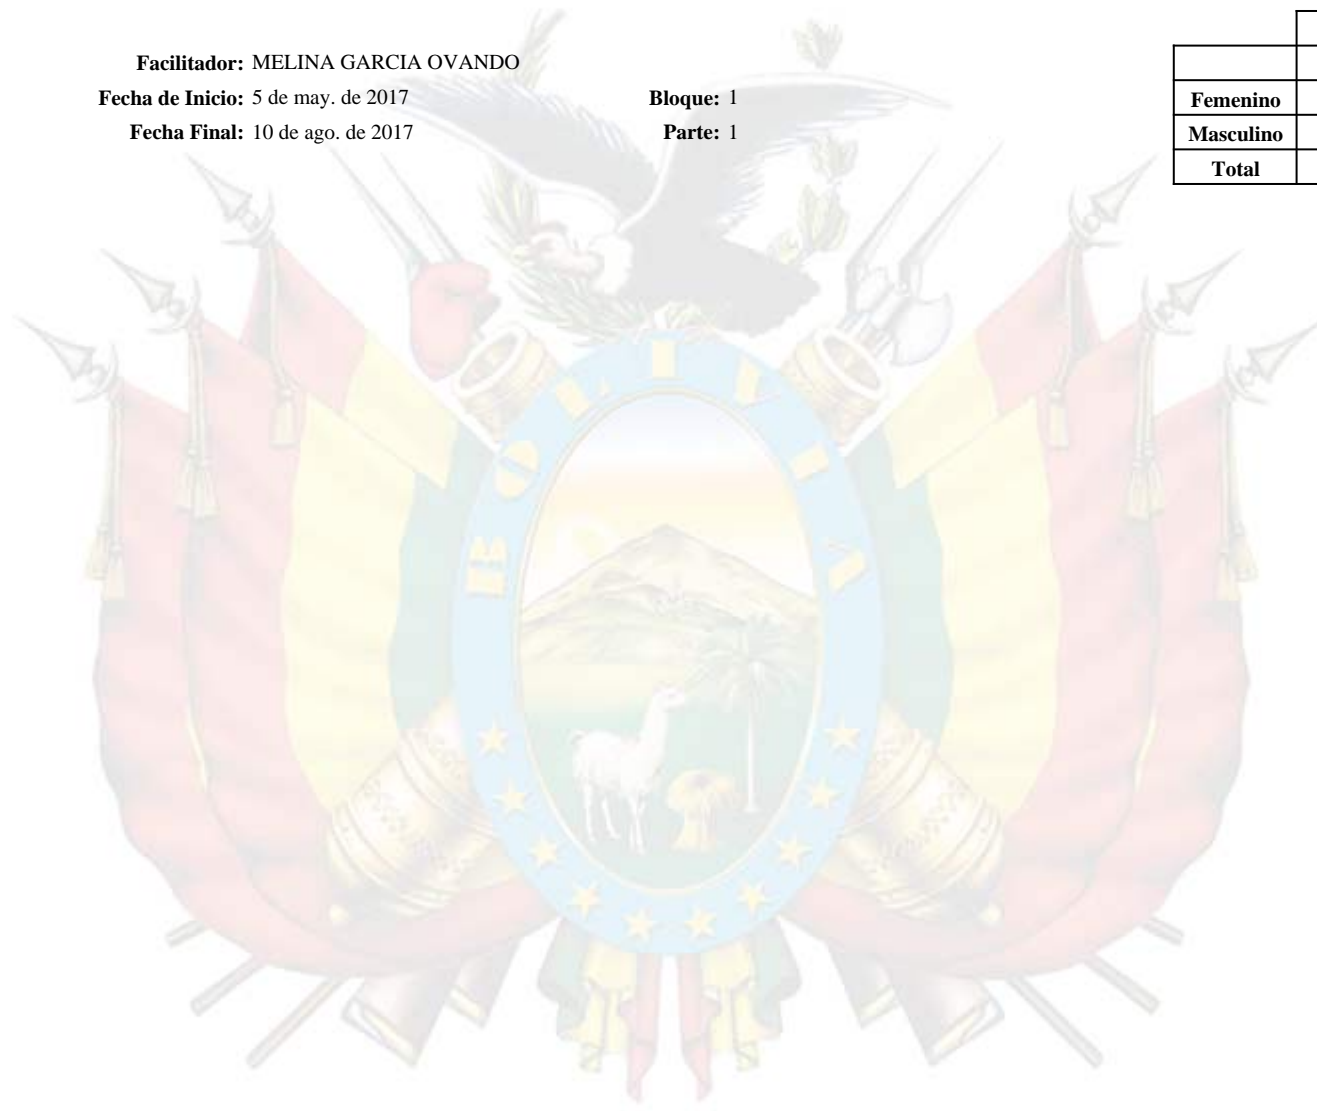 Facilitador: MELINA GARCIA OVANDO
Fecha de Inicio: 5 de may. de 2017 Bloque: 1
Fecha Final: 10 de ago. de 2017 Parte: 1
Femenino
Masculino
Total
BOLIVIA